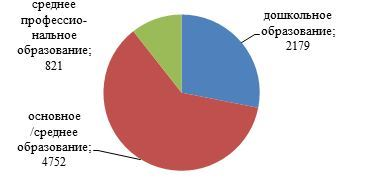 среднее
профессио-
нальное
образование;
821
дошкольное
образование;
2179
основное
/среднее
образование;
4752